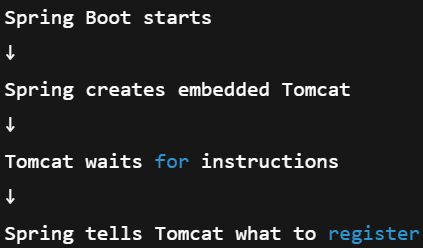 Spring Boot starts
↓
Spring creates embedded Tomcat
↓
Tomcat waits for instructions
↓
Spring tells Tomcat what to register